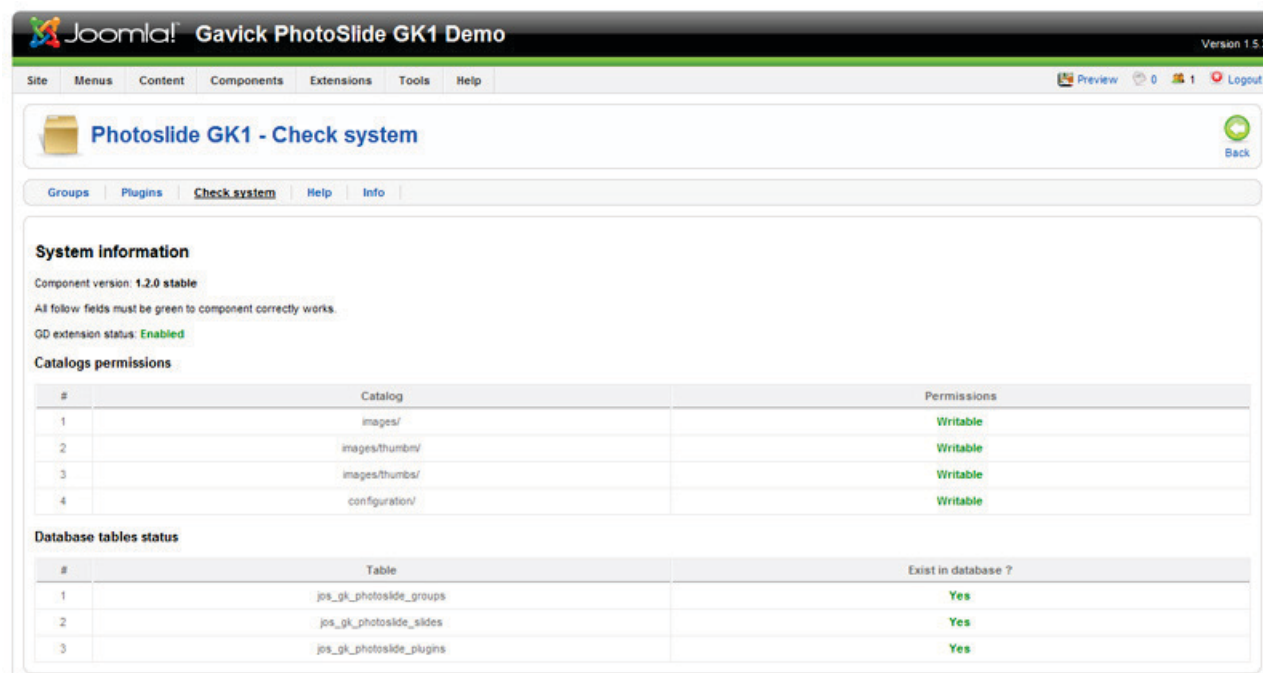 Joomla! Gavick PhotoSlide GK1 Demo
Version 1.5.
Site Menus Content Components Extensions Tools Help Preview 0 1 Logout
Photoslide GK1 - Check system
Back
Groups Plugins Check system Help Info
System information
Component version: 1.2.0 stable
All follow fields must be green to component correctly works.
GD extension status: Enabled
Catalogs permissions
# Catalog Permissions
1 images/ Writable
2 images/thumbm/ Writable
3 images/thumbs/ Writable
4 configuration/ Writable
Database tables status
# Table Exist in database ?
1 jos_gk_photoslide_groups Yes
2 jos_gk_photoslide_slides Yes
3 jos_gk_photoslide_plugins Yes